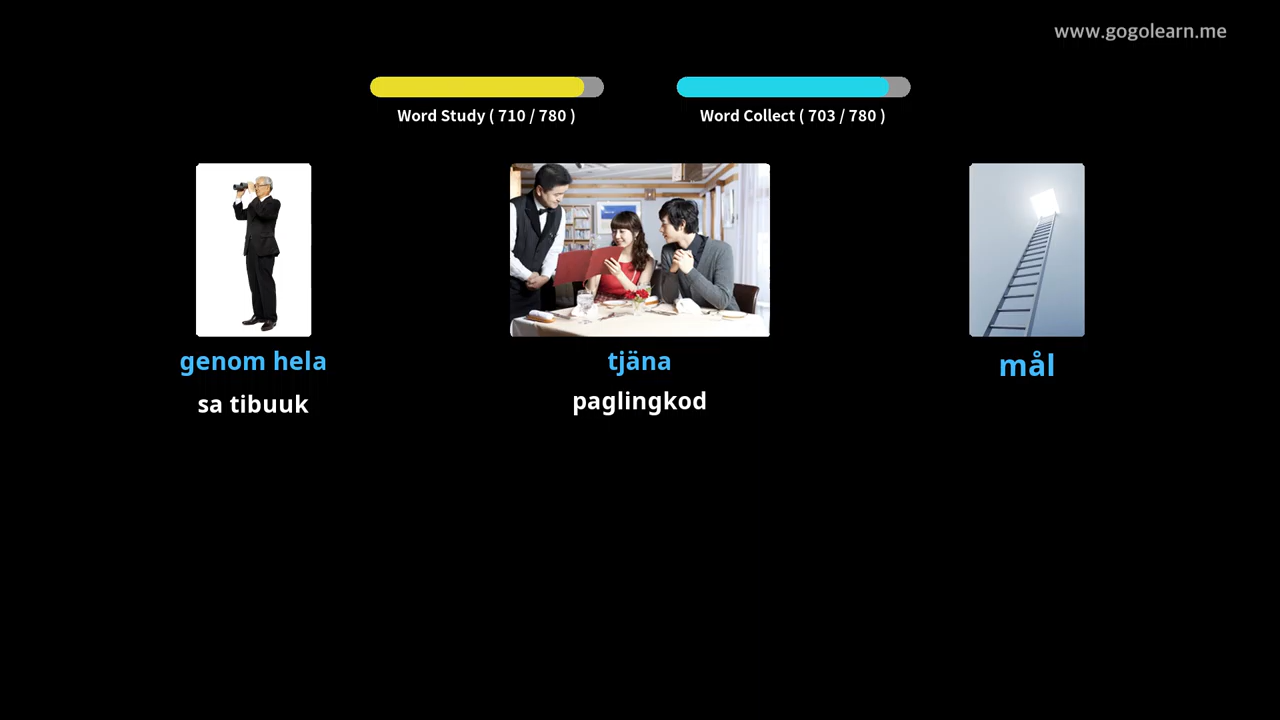 www.gogolearn.me
Word Study ( 710 / 780 )
Word Collect ( 703 / 780 )
genom hela
sa tibuuk
tjäna
paglingkod
mål